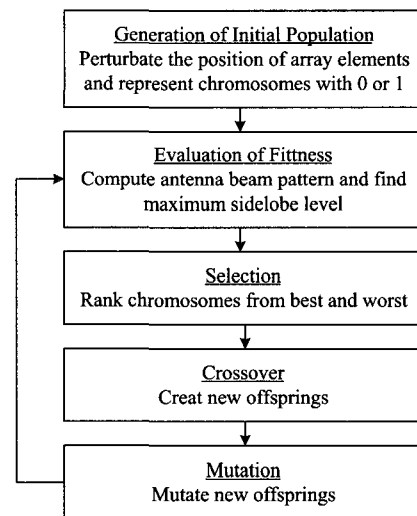 Generation of Initial Population
Perturbate the position of array elements
and represent chromosomes with 0 or 1
Evaluation of Fittness
Compute antenna beam pattern and find
maximum sidelobe level
Selection
Rank chromosomes from best and worst
Crossover
Creat new offsprings
Mutation
Mutate new offsprings